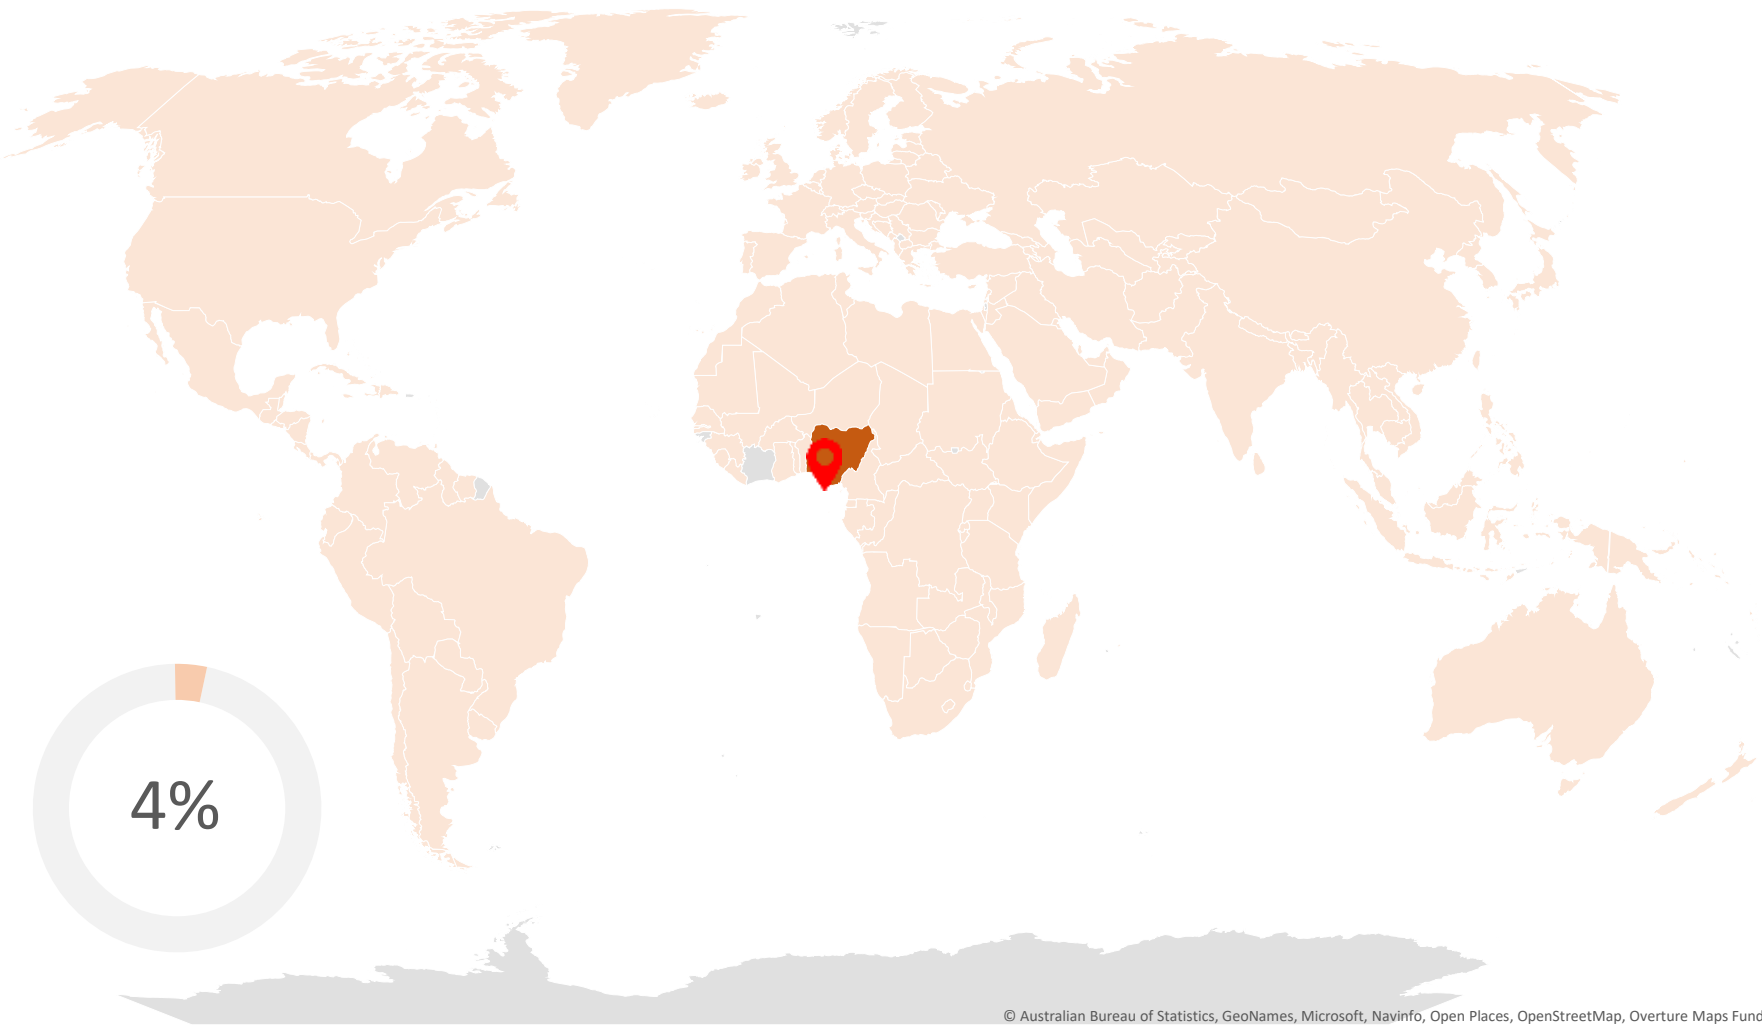 4%
© Australian Bureau of Statistics, GeoNames, Microsoft, Navinfo, Open Places, OpenStreetMap, Overture Maps Fund